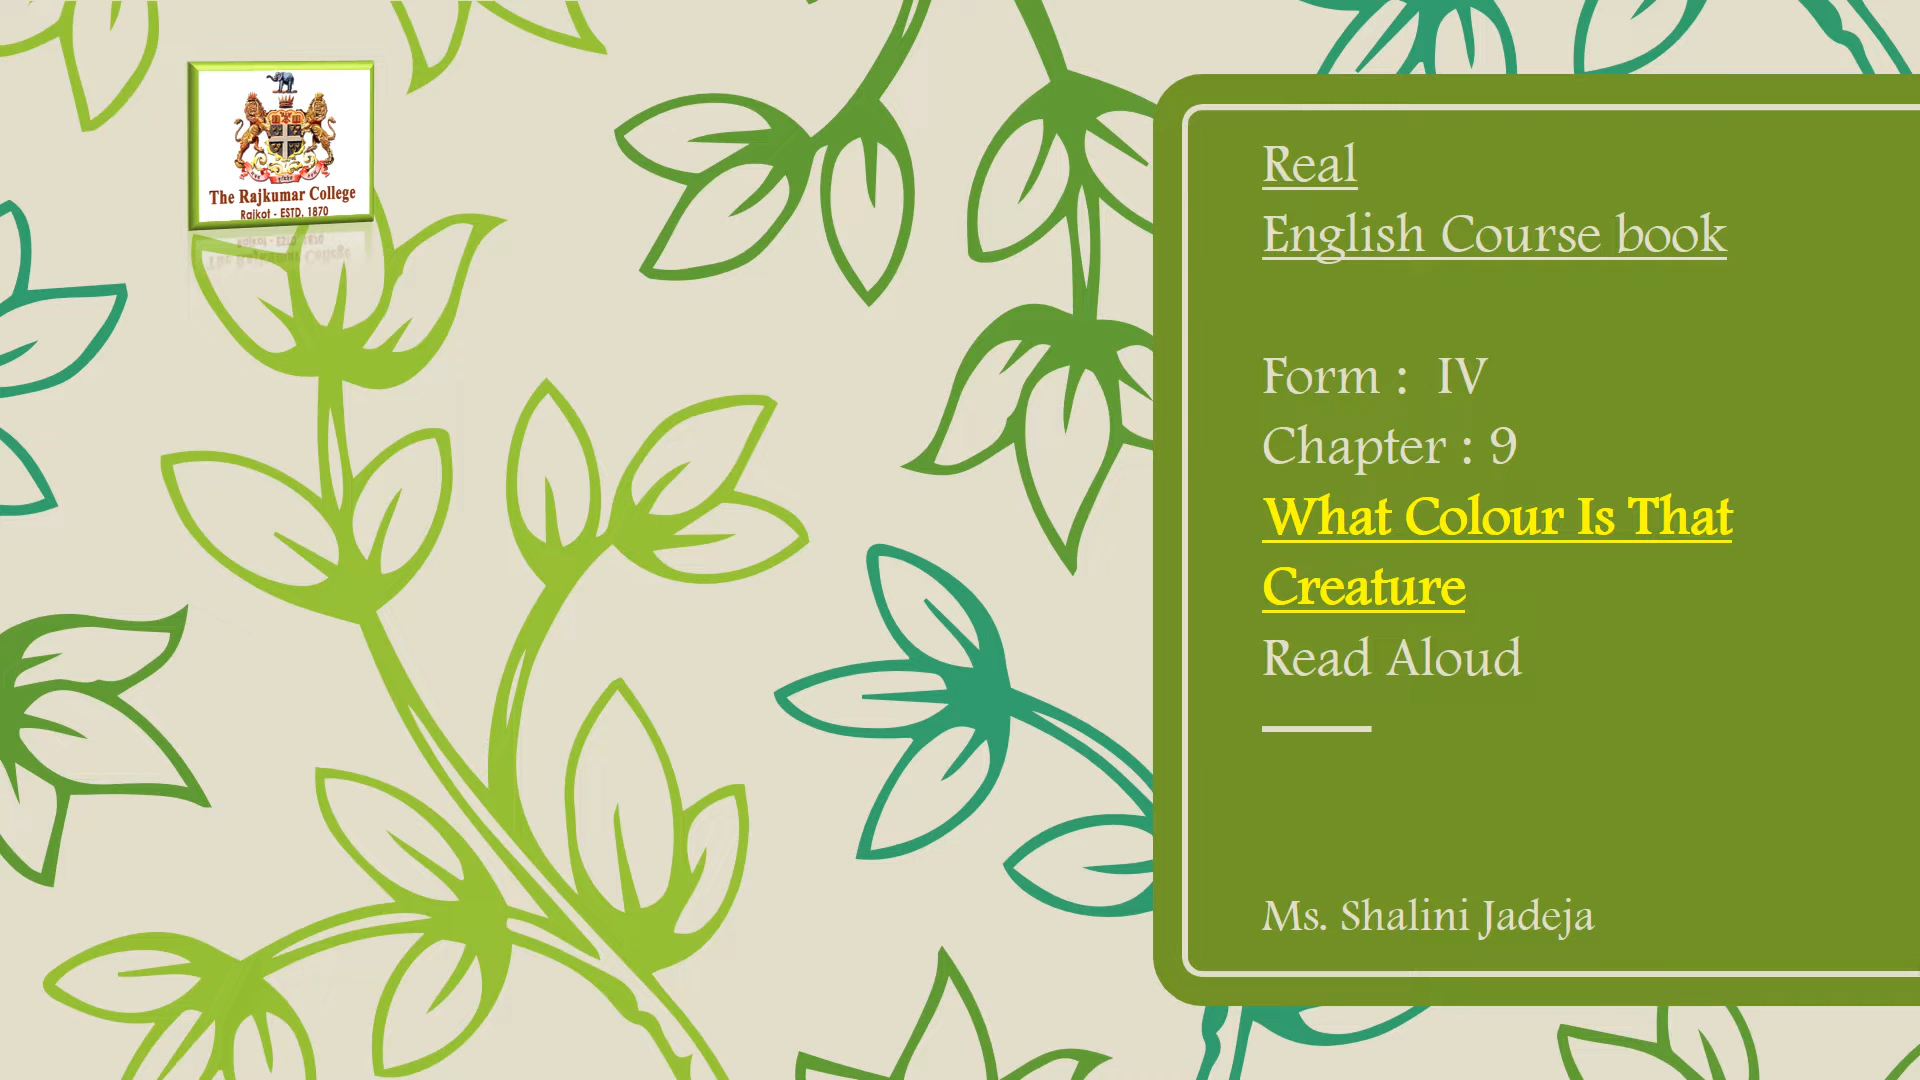 The Rajkumar College
Rajkot - ESTD. 1870
Real
English Course book
Form : IV
Chapter : 9
What Colour Is That
Creature
Read Aloud
Ms. Shalini Jadeja